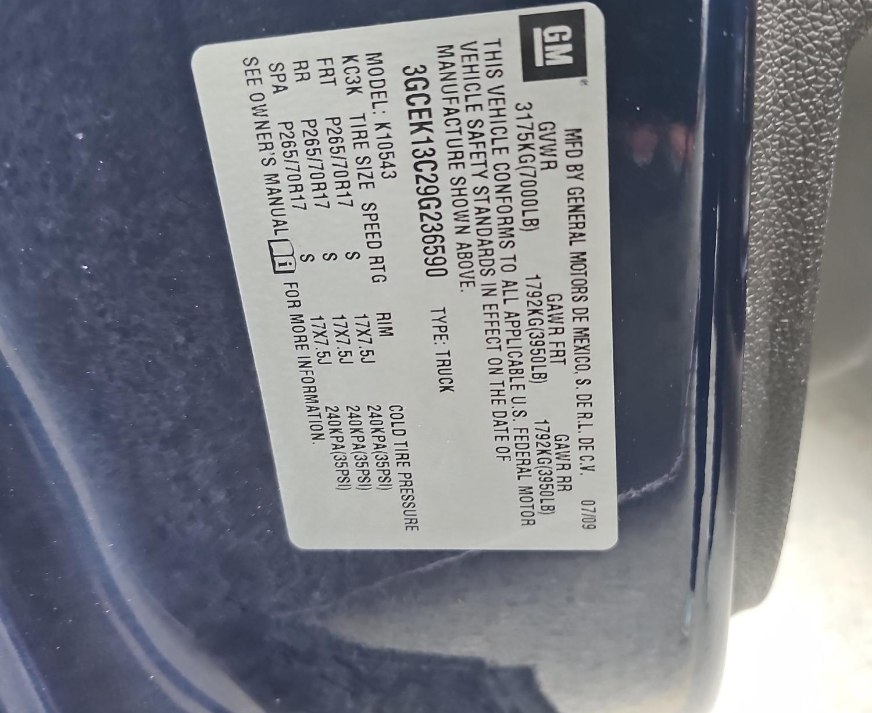 GM
MFD BY GENERAL MOTORS DE MEXICO, S. DE R.L. DE C.V. 07/09
GVWR GAWR FRT GAWR RR
3175KG(7000LB) 1792KG(3950LB) 1792KG(3950LB)
THIS VEHICLE CONFORMS TO ALL APPLICABLE U.S. FEDERAL MOTOR
VEHICLE SAFETY STANDARDS IN EFFECT ON THE DATE OF
MANUFACTURE SHOWN ABOVE.
3GCEK13C29G236590 TYPE: TRUCK
MODEL: K10543
KC3K TIRE SIZE SPEED RTG RIM COLD TIRE PRESSURE
FRT P265/70R17 S 17X7.5J 240KPA(35PSI)
RR P265/70R17 S 17X7.5J 240KPA(35PSI)
SPA P265/70R17 S 17X7.5J 240KPA(35PSI)
SEE OWNER'S MANUAL i FOR MORE INFORMATION.